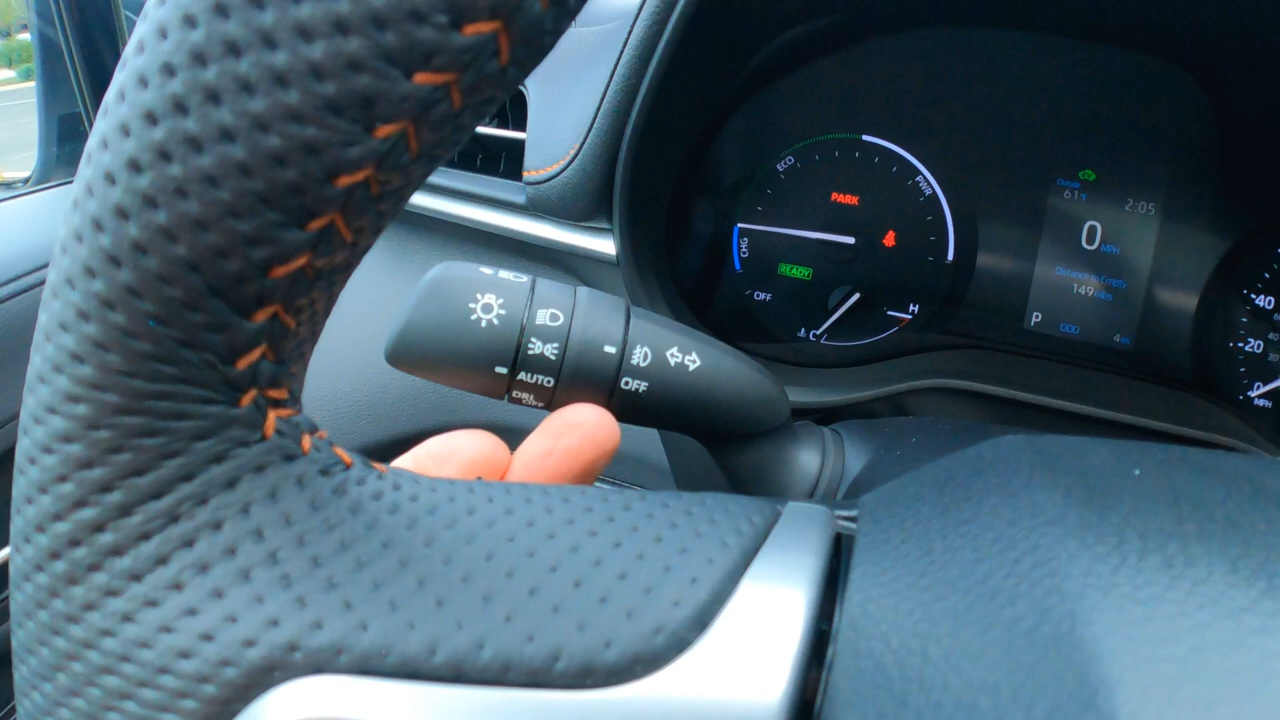 ECO
PWR
PARK
CHG
READY
OFF
H
C
Outside
61°F
2:05
0 MPH
Distance to Empty
149 miles
P
ODO
-40
-20
0
MPH
AUTO
DRL
OFF
OFF